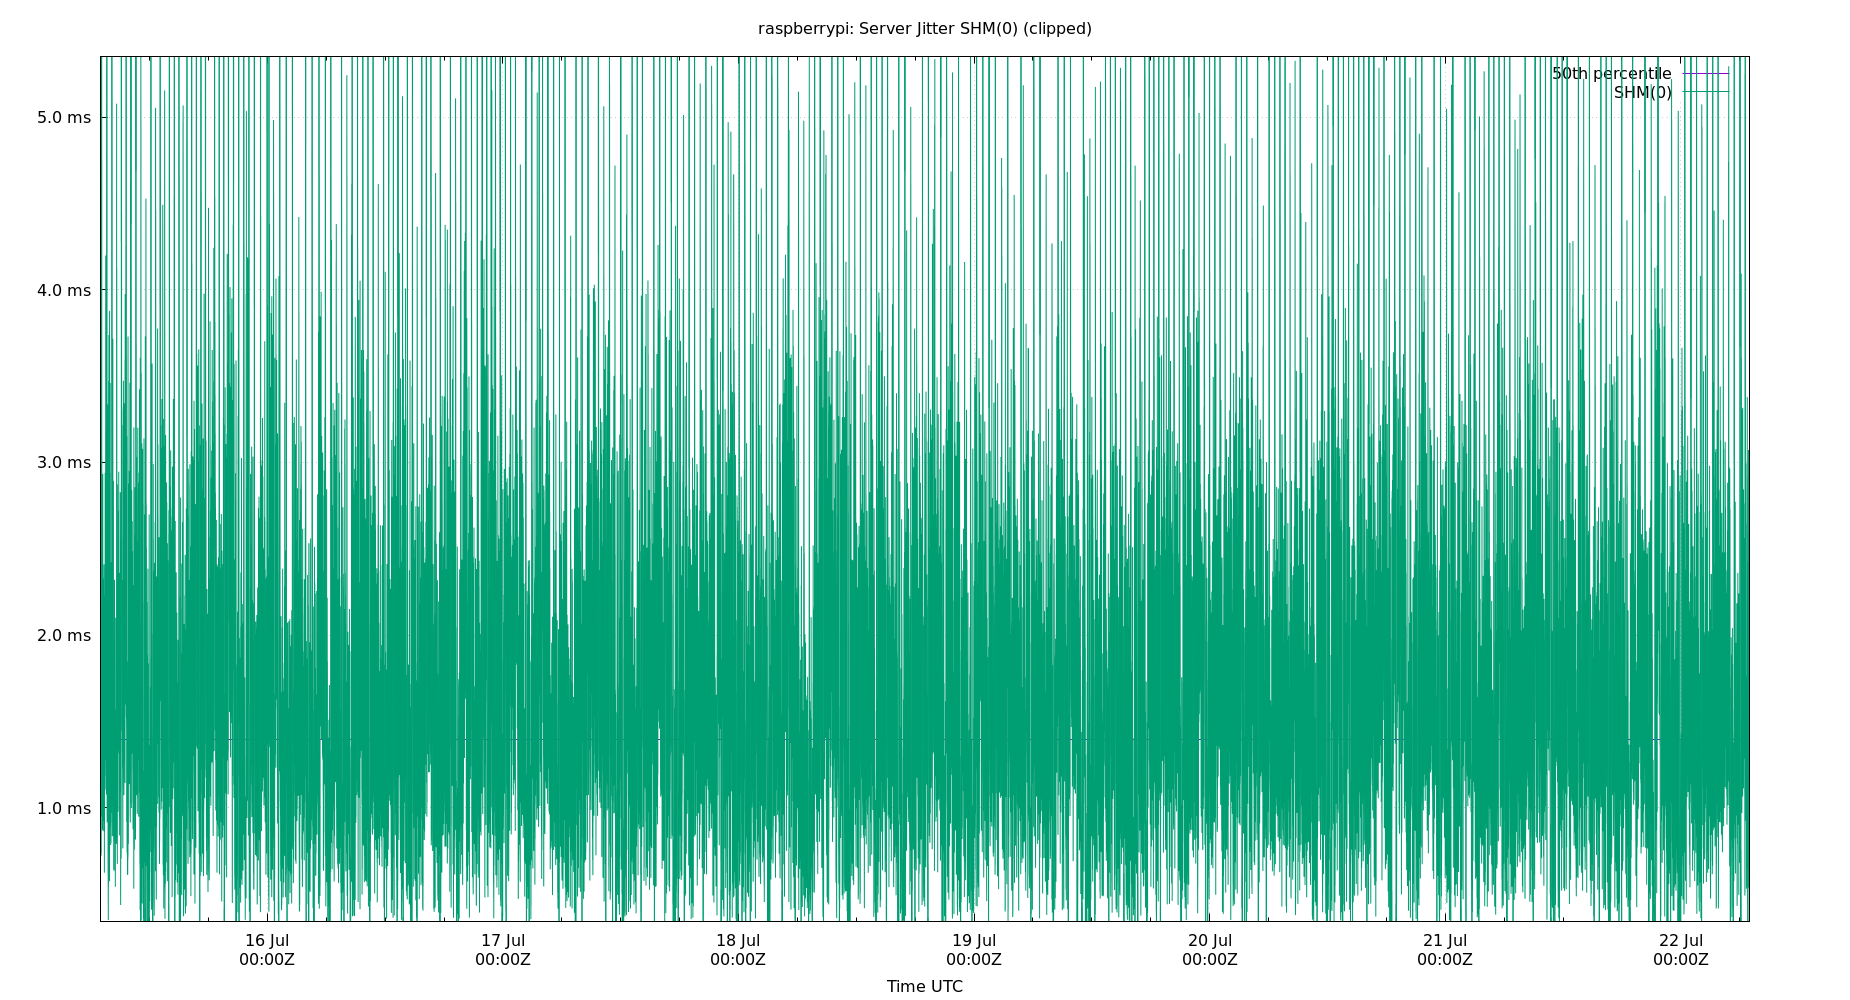 raspberrypi: Server Jitter SHM(0) (clipped)
50th percentile
SHM(0)
5.0 ms
4.0 ms
3.0 ms
2.0 ms
1.0 ms
16 Jul 17 Jul 18 Jul 19 Jul 20 Jul 21 Jul 22 Jul
00:00Z 00:00Z 00:00Z 00:00Z 00:00Z 00:00Z 00:00Z
Time UTC